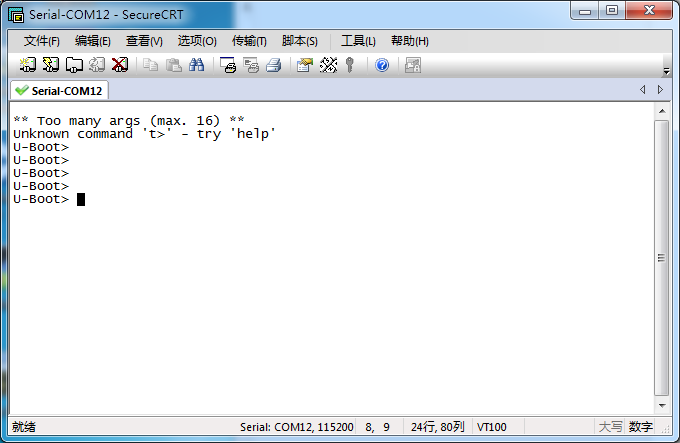 Serial-COM12 - SecureCRT
文件(F) 编辑(E) 查看(V) 选项(O) 传输(T) 脚本(S) 工具(L) 帮助(H)
Serial-COM12
** Too many args (max. 16) **
Unknown command 't>' - try 'help'
U-Boot>
U-Boot>
U-Boot>
U-Boot>
U-Boot>
就绪 Serial: COM12, 115200 8, 9 24行, 80列 VT100 大写 数字